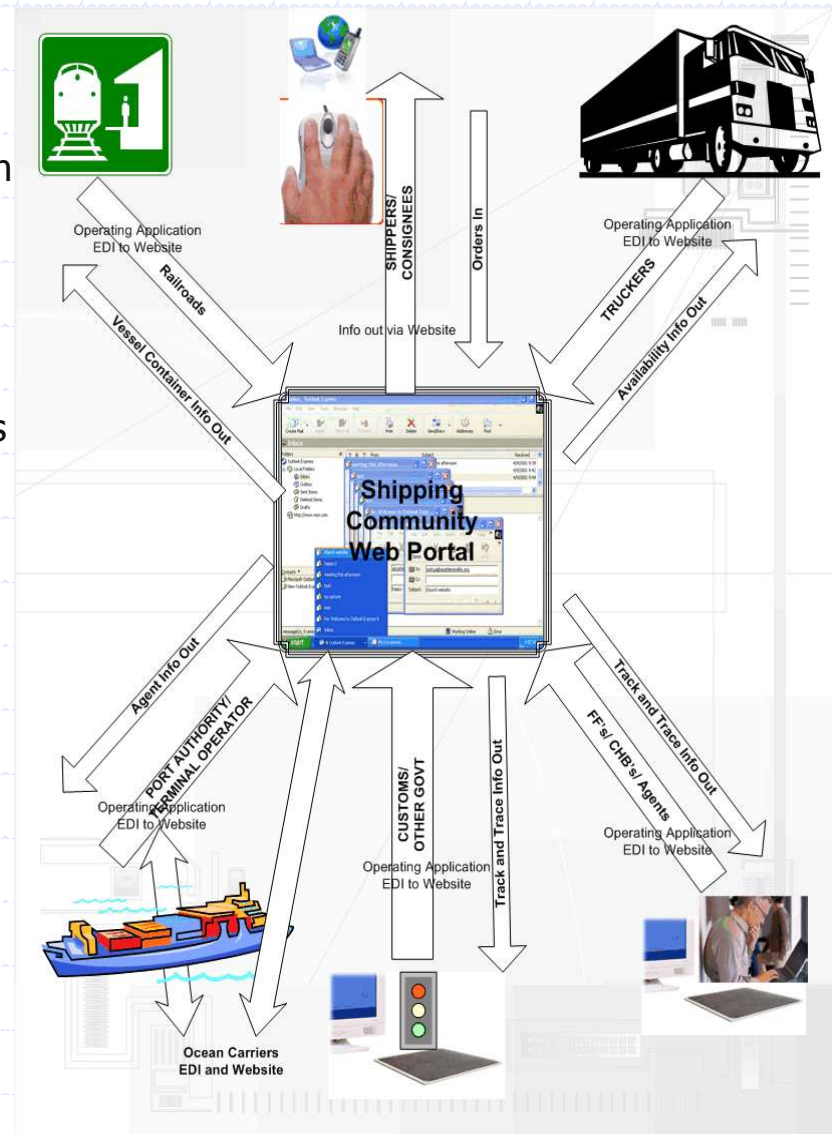 Operating Application
EDI to Website
Railroads
Vessel Container Info Out
SHIPPERS/
CONSIGNEES
Orders In
Info out via Website
Operating Application
EDI to Website
TRUCKERS
Availability Info Out
Shipping
Community
Web Portal
Inbox
start
Agent Info Out
PORT AUTHORITY/
TERMINAL OPERATOR
Operating Application
EDI to Website
CUSTOMS/
OTHER GOVT
Operating Application
EDI to Website
Track and Trace Info Out
Track and Trace Info Out
FF's/ CHB's/ Agents
Operating Application
EDI to Website
Ocean Carriers
EDI and Website